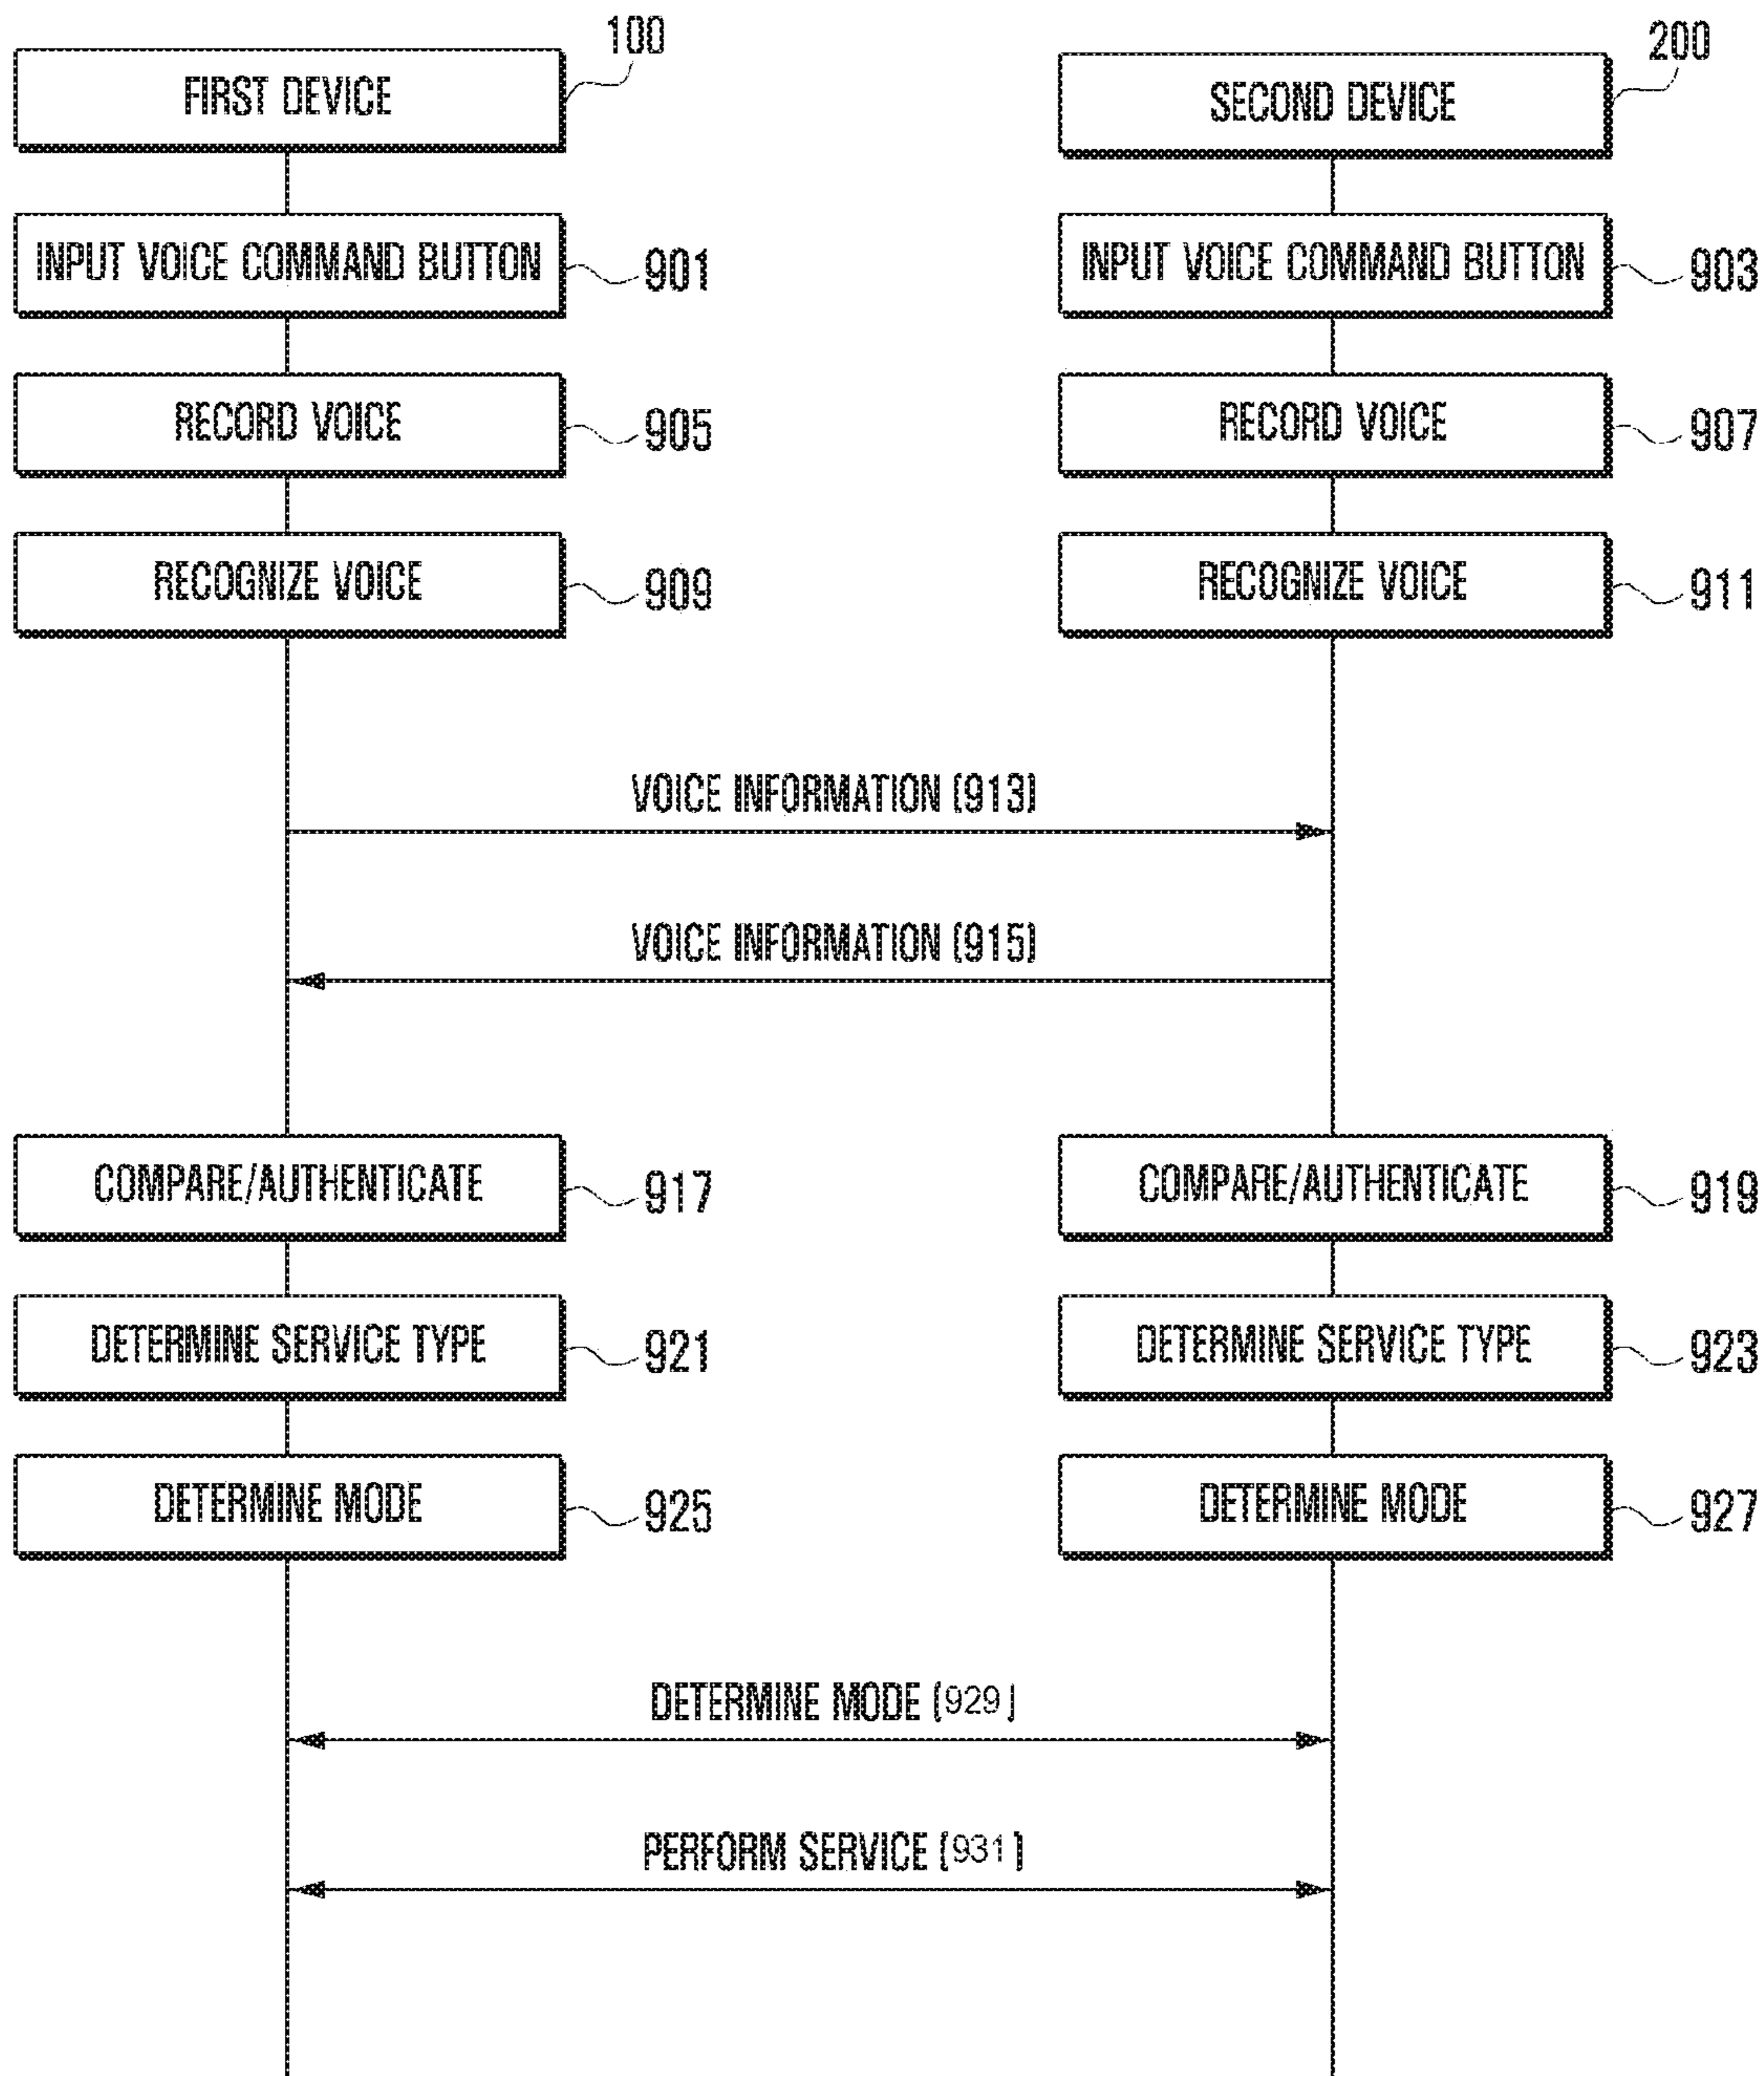 100
200
FIRST DEVICE
SECOND DEVICE
INPUT VOICE COMMAND BUTTON
901
INPUT VOICE COMMAND BUTTON
903
RECORD VOICE
905
RECORD VOICE
907
RECOGNIZE VOICE
909
RECOGNIZE VOICE
911
VOICE INFORMATION (913)
VOICE INFORMATION (915)
COMPARE/AUTHENTICATE
917
COMPARE/AUTHENTICATE
919
DETERMINE SERVICE TYPE
921
DETERMINE SERVICE TYPE
923
DETERMINE MODE
925
DETERMINE MODE
927
DETERMINE MODE (929)
PERFORM SERVICE (931)